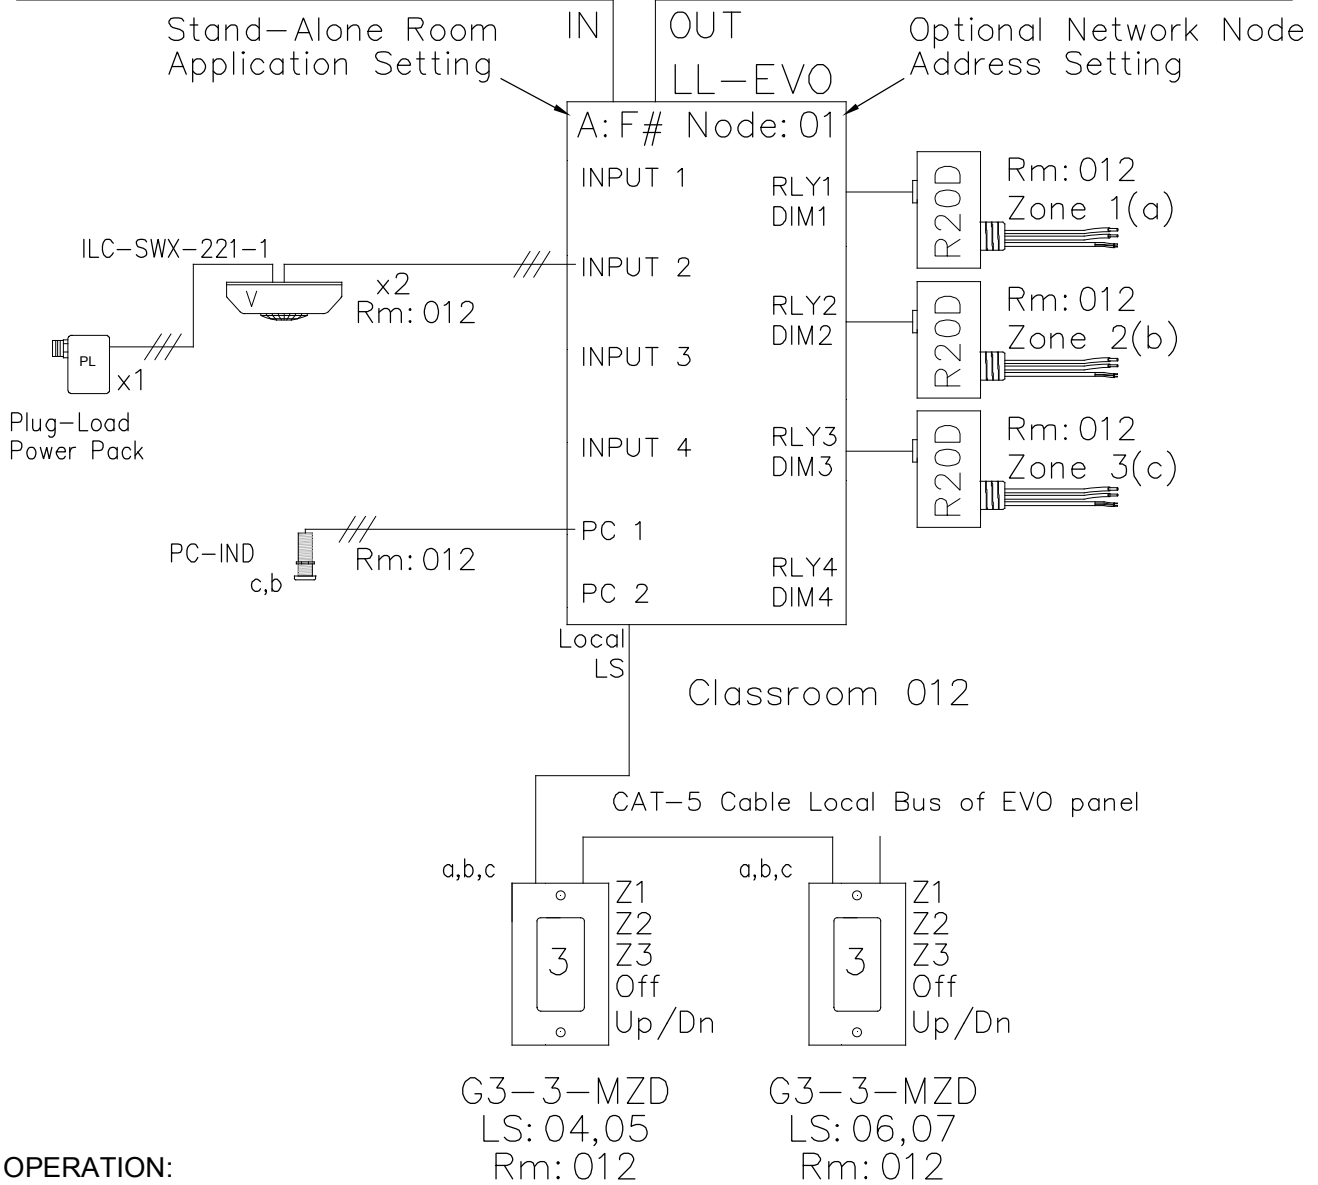 Stand-Alone Room
Application Setting
IN
OUT
Optional Network Node
Address Setting
LL-EVO
A: F# Node: 01
INPUT 1
RLY1
DIM1
R20D
Rm: 012
Zone 1(a)
ILC-SWX-221-1
V
x2
Rm: 012
INPUT 2
RLY2
DIM2
R20D
Rm: 012
Zone 2(b)
PL
x1
Plug-Load
Power Pack
INPUT 3
INPUT 4
RLY3
DIM3
R20D
Rm: 012
Zone 3(c)
PC-IND
c,b
Rm: 012
PC 1
PC 2
RLY4
DIM4
Local
LS
Classroom 012
CAT-5 Cable Local Bus of EVO panel
a,b,c
3
Z1
Z2
Z3
Off
Up/Dn
G3-3-MZD
LS: 04,05
Rm: 012
a,b,c
3
Z1
Z2
Z3
Off
Up/Dn
G3-3-MZD
LS: 06,07
Rm: 012
OPERATION: